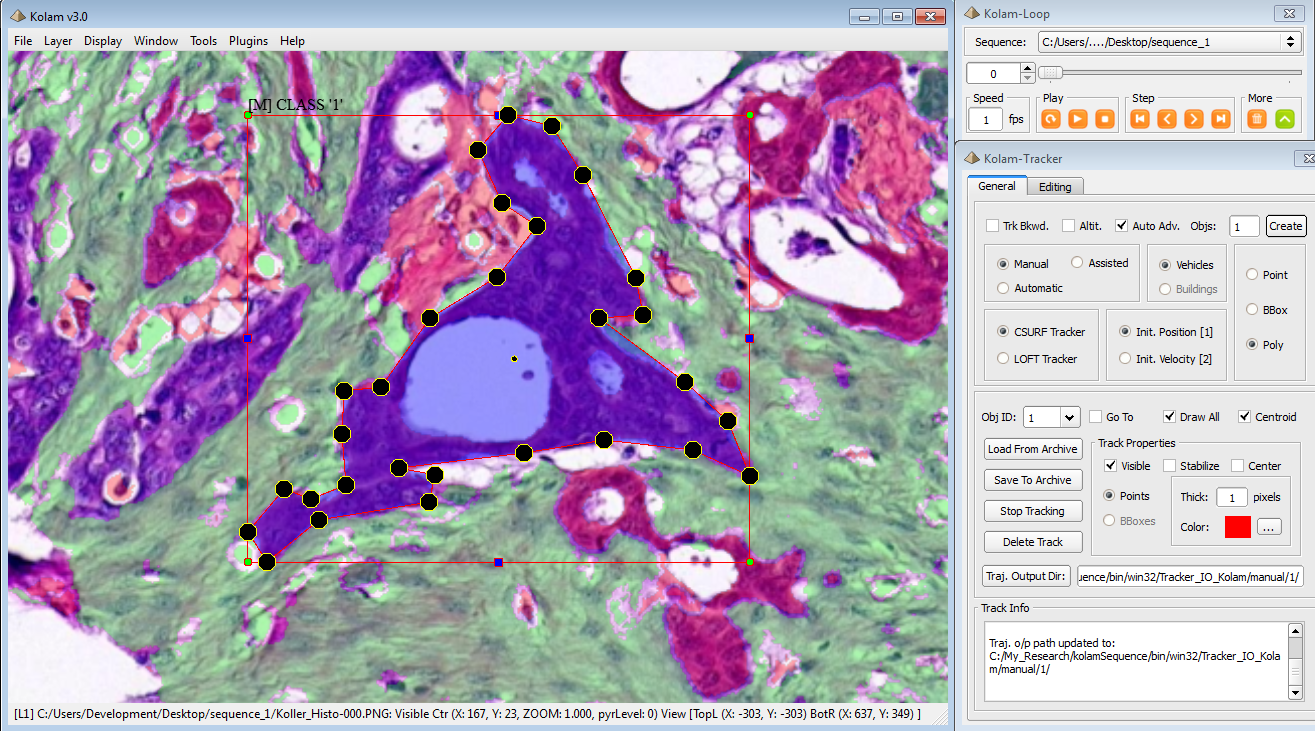 Kolam v3.0
File Layer Display Window Tools Plugins Help
[M] CLASS '1'
[L1] C:/Users/Development/Desktop/sequence_1/Koller_Histo-000.PNG: Visible Ctr (X: 167, Y: 23, ZOOM: 1.000, pyrLevel: 0) View [TopL (X: -303, Y: -303) BotR (X: 637, Y: 349) ]
Kolam-Loop
Sequence: C:/Users/..../Desktop/sequence_1
0
Speed Play Step More
1 fps
Kolam-Tracker
General Editing
Trk Bkwd. Altit. Auto Adv. Objs: 1 Create
Manual Assisted Vehicles Point
Automatic Buildings
BBox
CSURF Tracker Init. Position [1]
Poly
LOFT Tracker Init. Velocity [2]
Obj ID: 1 Go To Draw All Centroid
Load From Archive Track Properties
Visible Stabilize Center
Save To Archive
Points Thick: 1 pixels
Stop Tracking
BBoxes Color: ...
Delete Track
Traj. Output Dir: uence/bin/win32/Tracker_IO_Kolam/manual/1/
Track Info
Traj. o/p path updated to:
C:/My_Research/kolamSequence/bin/win32/Tracker_IO_Kola
m/manual/1/